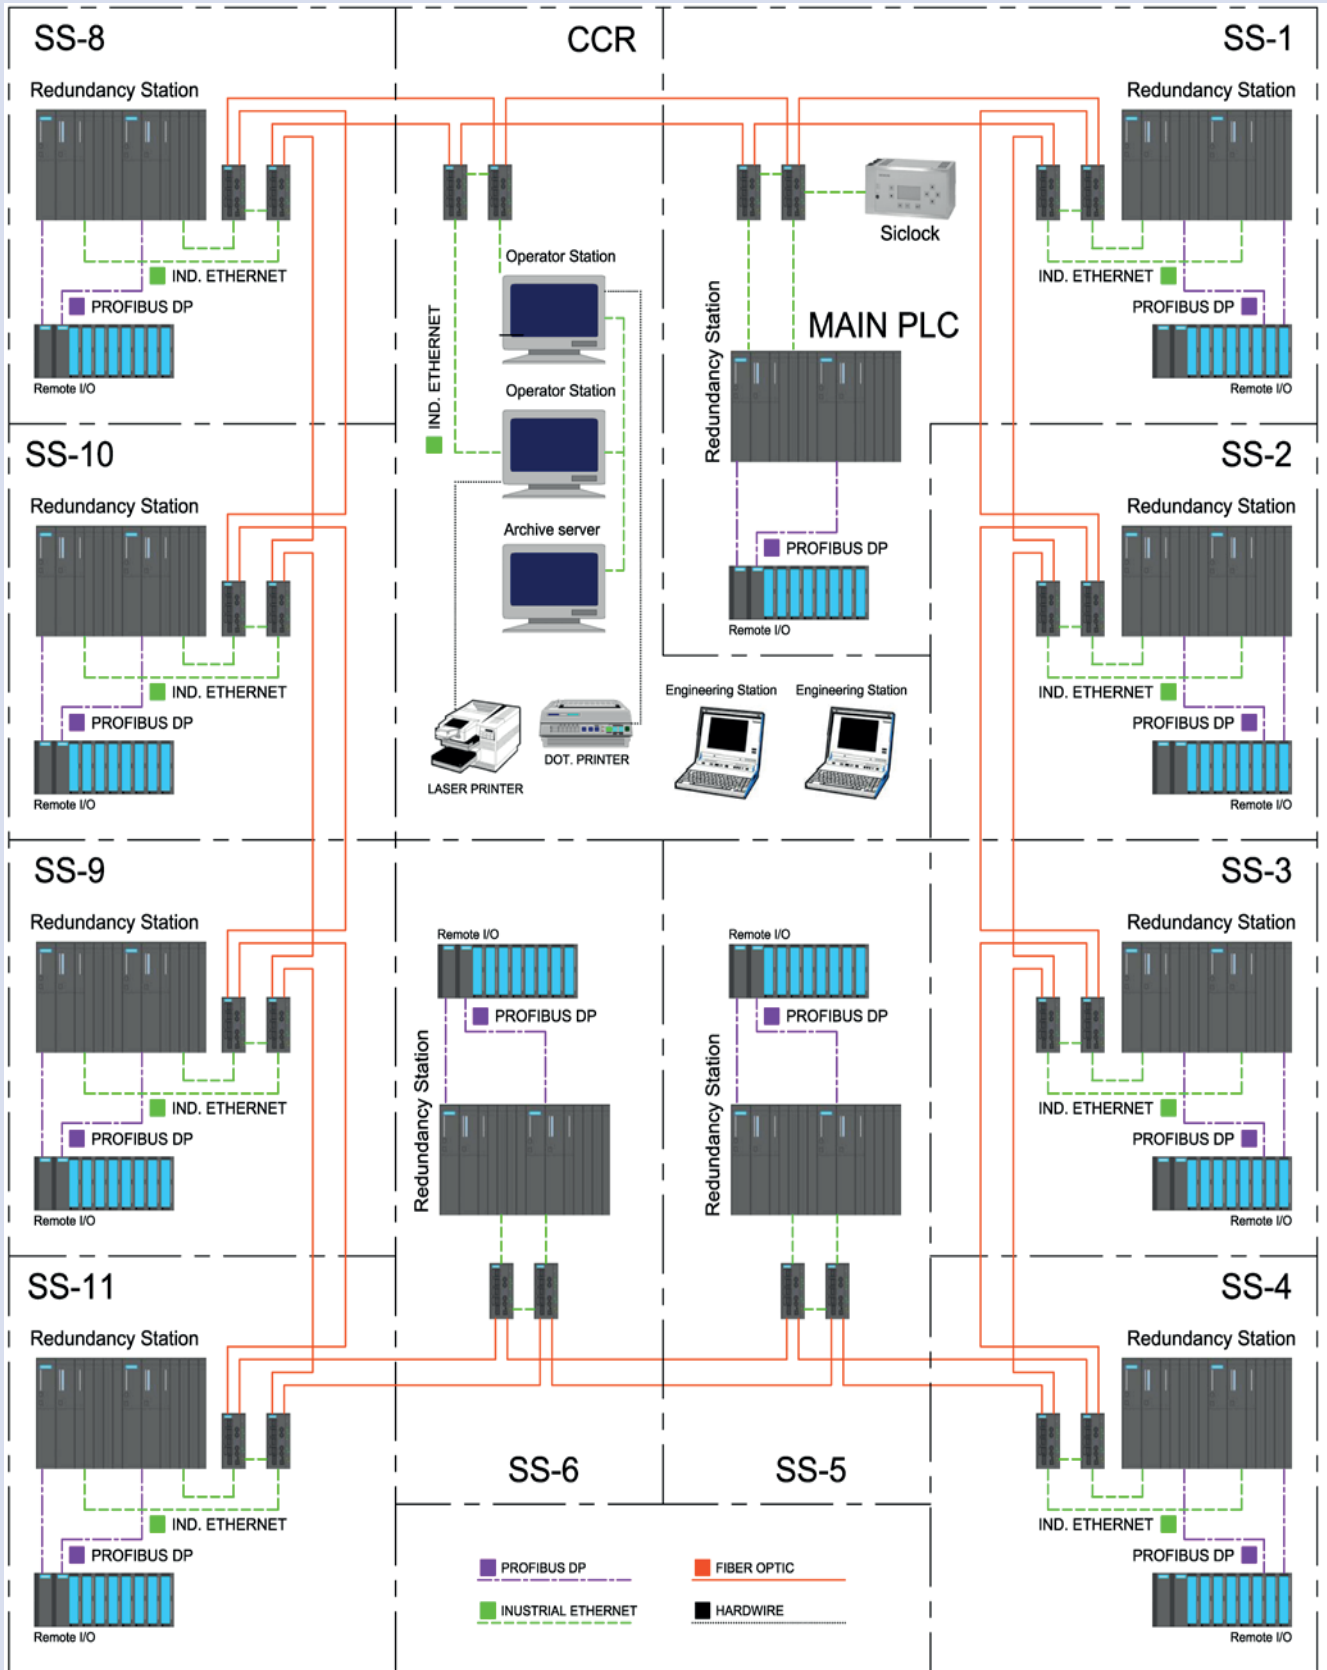 SS-8
Redundancy Station
IND. ETHERNET
PROFIBUS DP
Remote I/O
CCR
Operator Station
IND. ETHERNET
Operator Station
Archive server
LASER PRINTER
DOT. PRINTER
Siclock
MAIN PLC
Redundancy Station
PROFIBUS DP
Remote I/O
Engineering Station
Engineering Station
SS-1
Redundancy Station
IND. ETHERNET
PROFIBUS DP
Remote I/O
SS-10
Redundancy Station
IND. ETHERNET
PROFIBUS DP
Remote I/O
SS-2
Redundancy Station
IND. ETHERNET
PROFIBUS DP
Remote I/O
SS-9
Redundancy Station
IND. ETHERNET
PROFIBUS DP
Remote I/O
Remote I/O
PROFIBUS DP
Redundancy Station
SS-6
Remote I/O
PROFIBUS DP
Redundancy Station
SS-5
SS-3
Redundancy Station
IND. ETHERNET
PROFIBUS DP
Remote I/O
SS-11
Redundancy Station
IND. ETHERNET
PROFIBUS DP
Remote I/O
SS-4
Redundancy Station
IND. ETHERNET
PROFIBUS DP
Remote I/O
PROFIBUS DP
FIBER OPTIC
INUSTRIAL ETHERNET
HARDWIRE